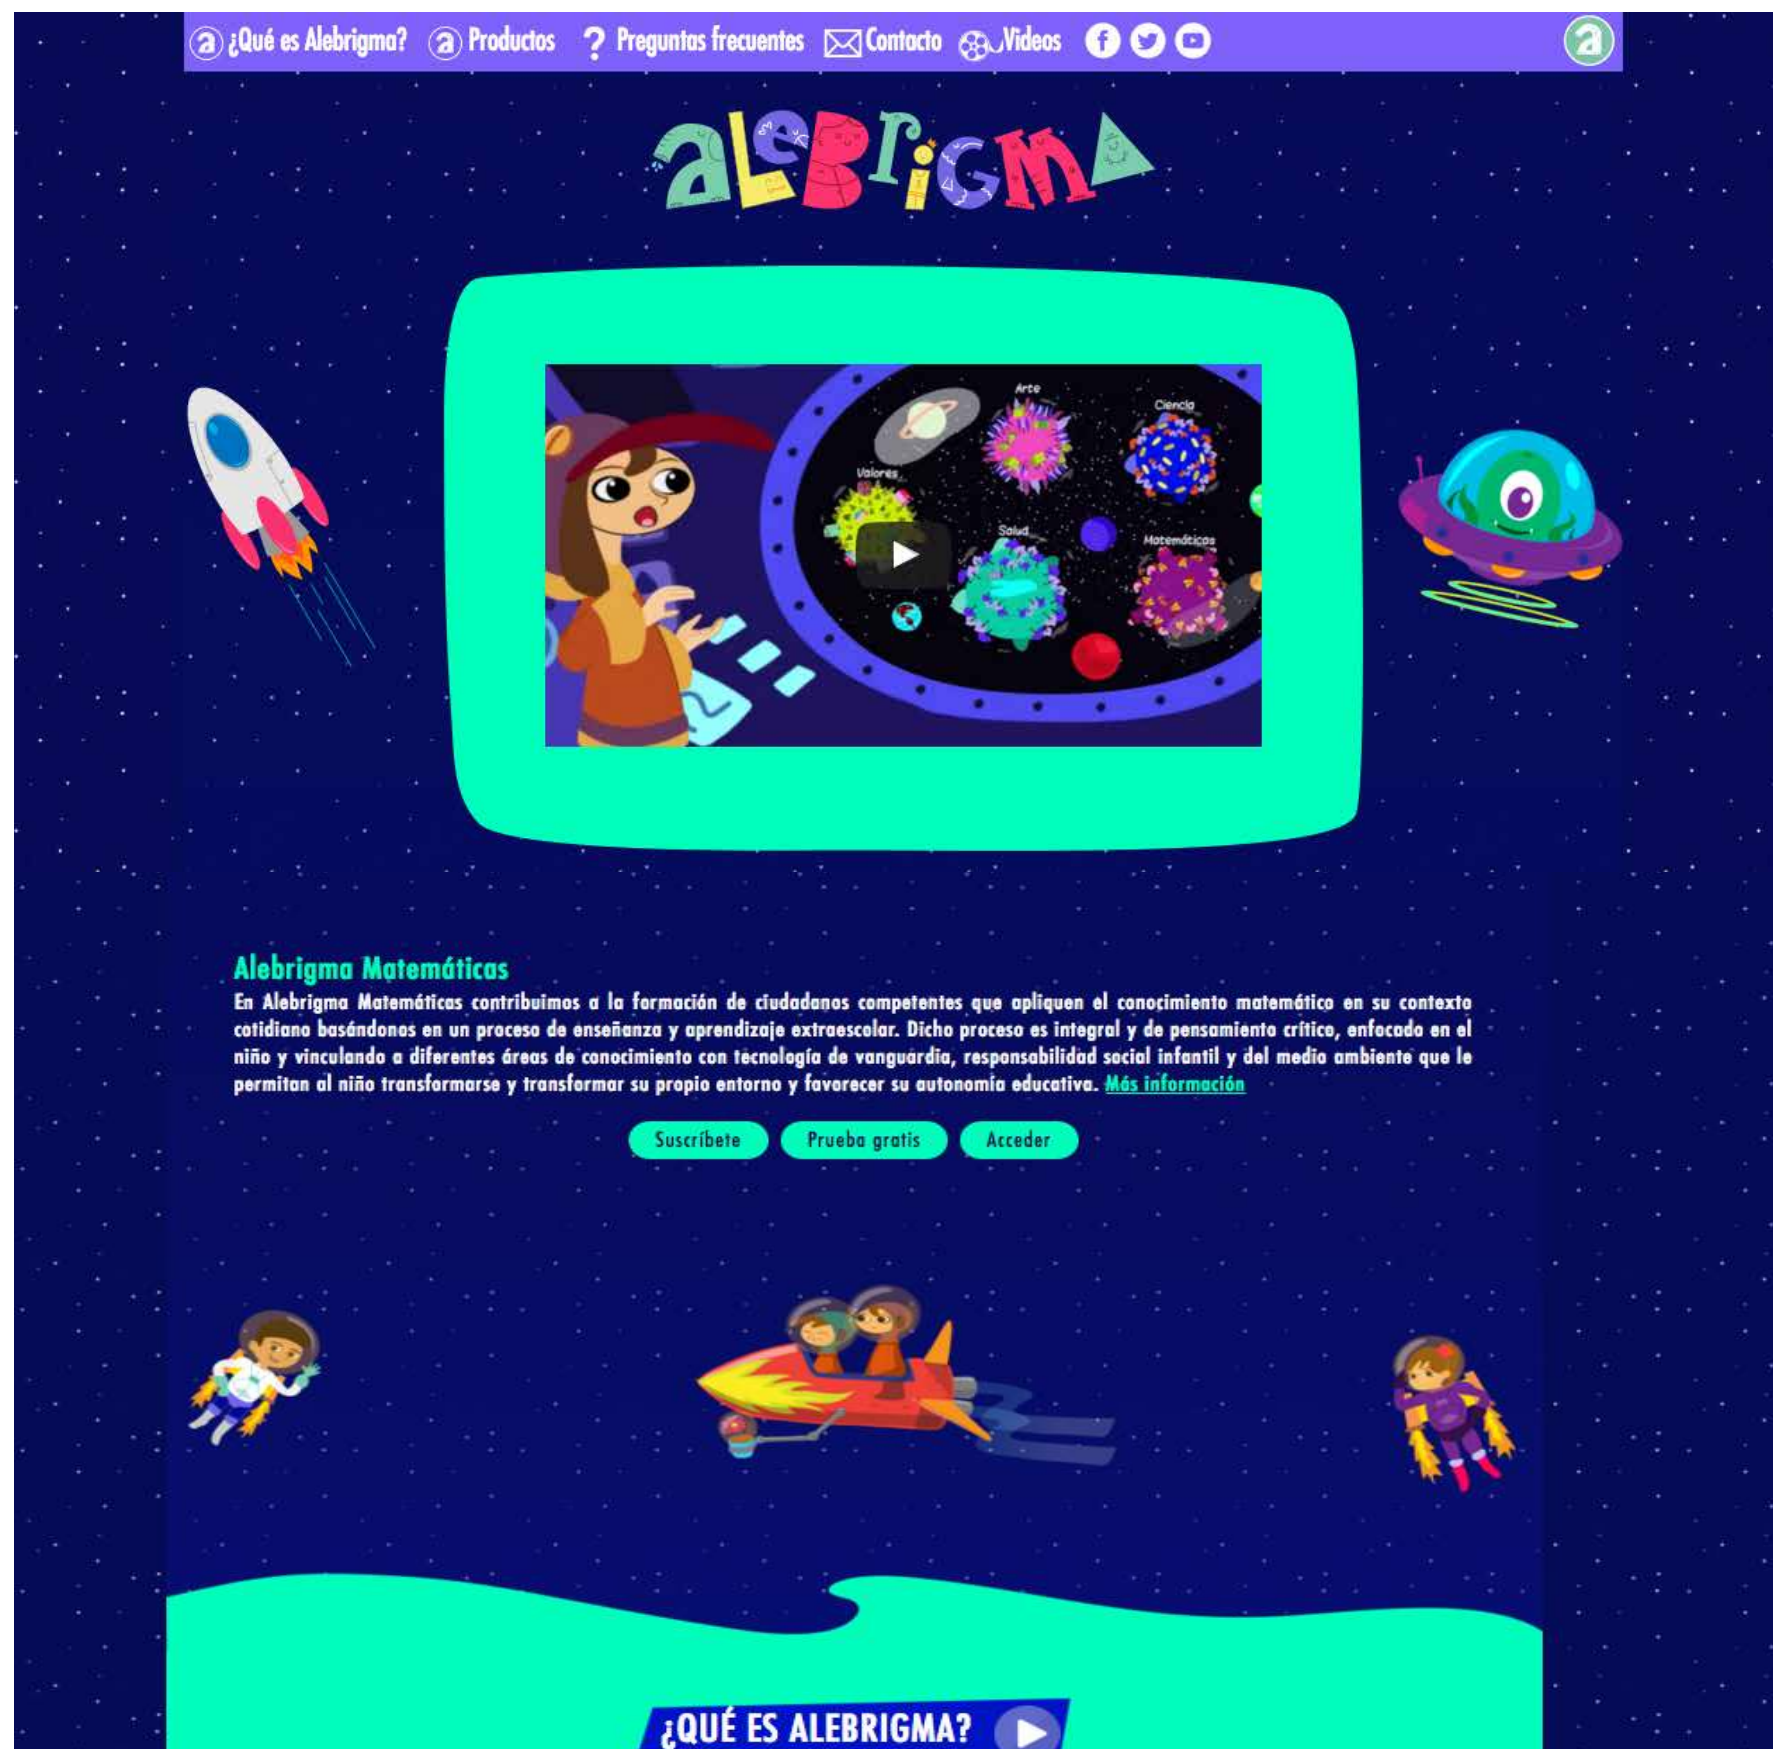 ¿Qué es Alebrigma? Productos ? Preguntas frecuentes Contacto Videos
aLeBriGMA
Arte
Ciencia
Valores
Salud
Matemáticas
Alebrigma Matemáticas
En Alebrigma Matemáticas contribuimos a la formación de ciudadanos competentes que apliquen el conocimiento matemático en su contexto
cotidiano basándonos en un proceso de enseñanza y aprendizaje extraescolar. Dicho proceso es integral y de pensamiento crítico, enfocado en el
niño y vinculando a diferentes áreas de conocimiento con tecnología de vanguardia, responsabilidad social infantil y del medio ambiente que le
permitan al niño transformarse y transformar su propio entorno y favorecer su autonomía educativa. Más información
Suscríbete Prueba gratis Acceder
¿QUÉ ES ALEBRIGMA?